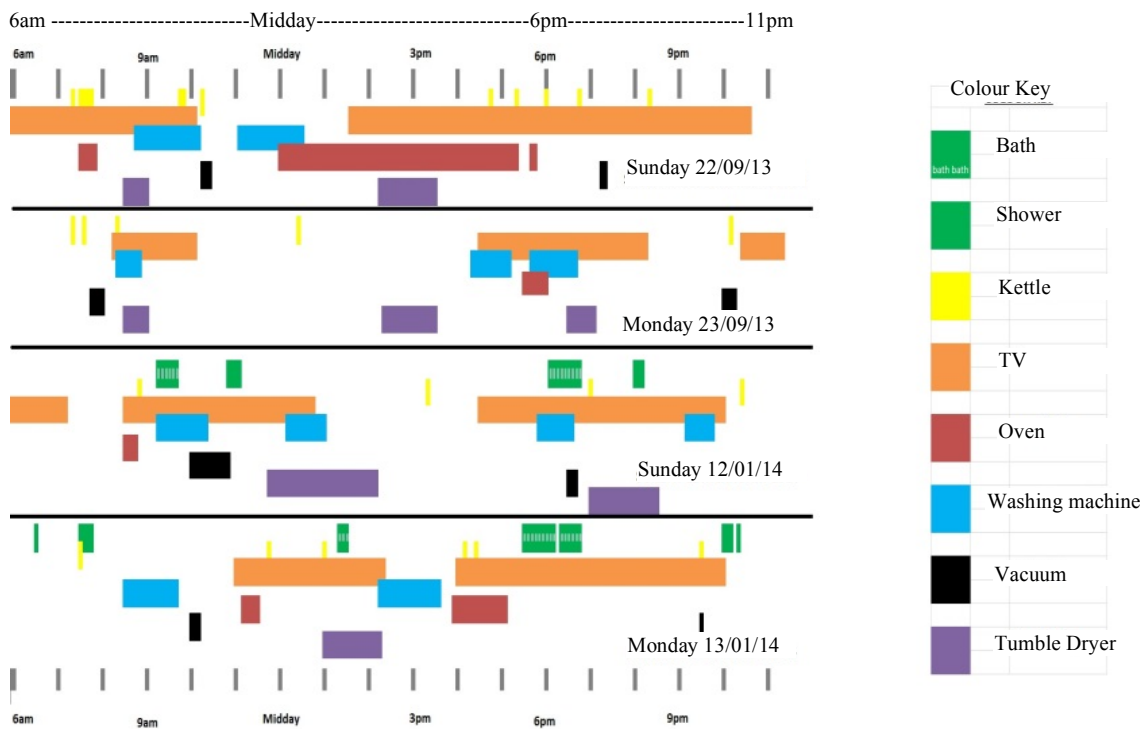 6am -------------------------Midday---------------------------6pm----------------------11pm
6am 9am Midday 3pm 6pm 9pm
Sunday 22/09/13
Monday 23/09/13
Sunday 12/01/14
Monday 13/01/14
6am 9am Midday 3pm 6pm 9pm
Colour Key
Bath
bath bath
Shower
Kettle
TV
Oven
Washing machine
Vacuum
Tumble Dryer